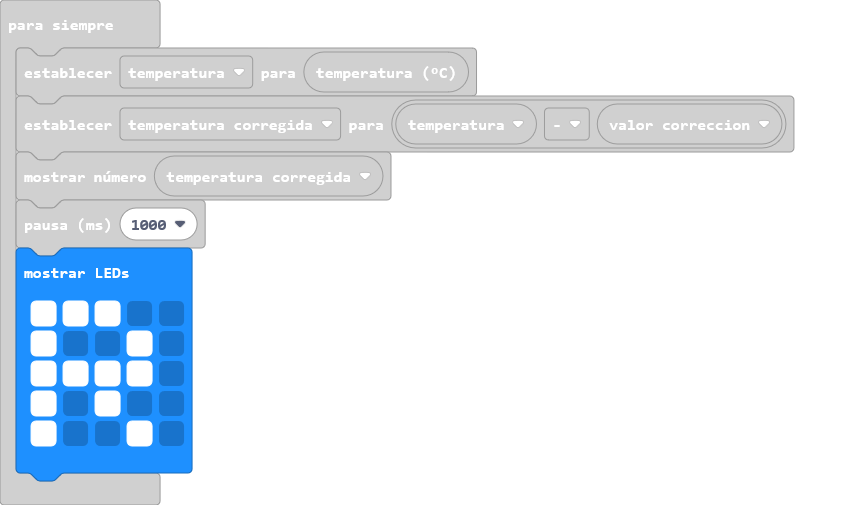 para siempre
establecer temperatura para temperatura (ºC)
establecer temperatura corregida para temperatura - valor correccion
mostrar número temperatura corregida
pausa (ms) 1000
mostrar LEDs